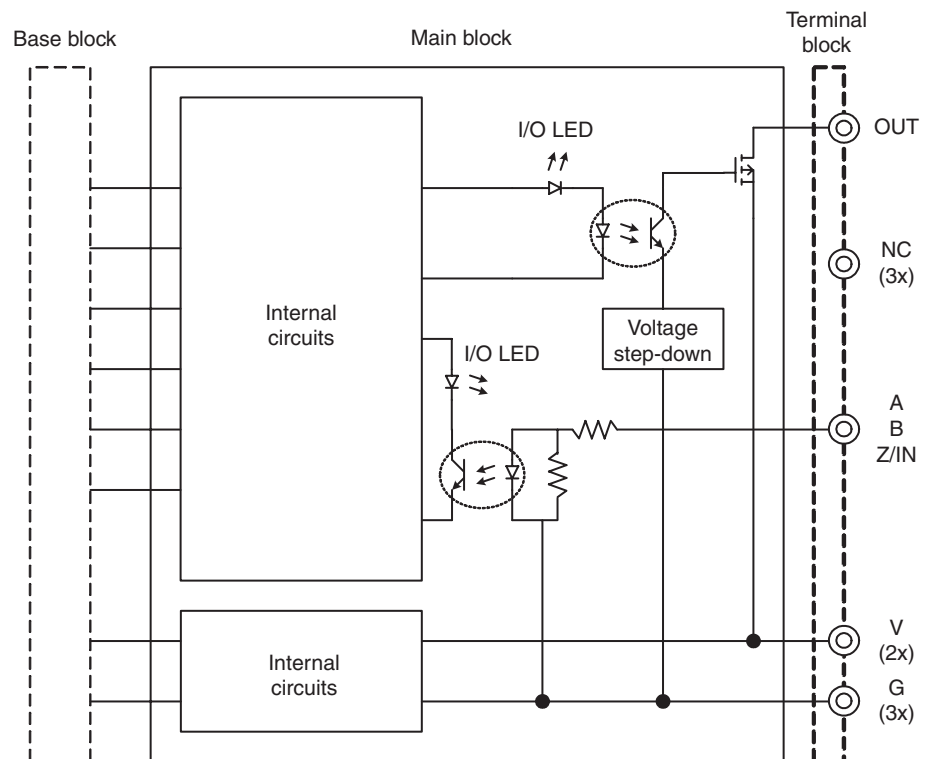 Base block
Main block
Terminal
block
I/O LED
OUT
NC
(3x)
Internal
circuits
Voltage
step-down
I/O LED
A
B
Z/IN
V
(2x)
Internal
circuits
G
(3x)